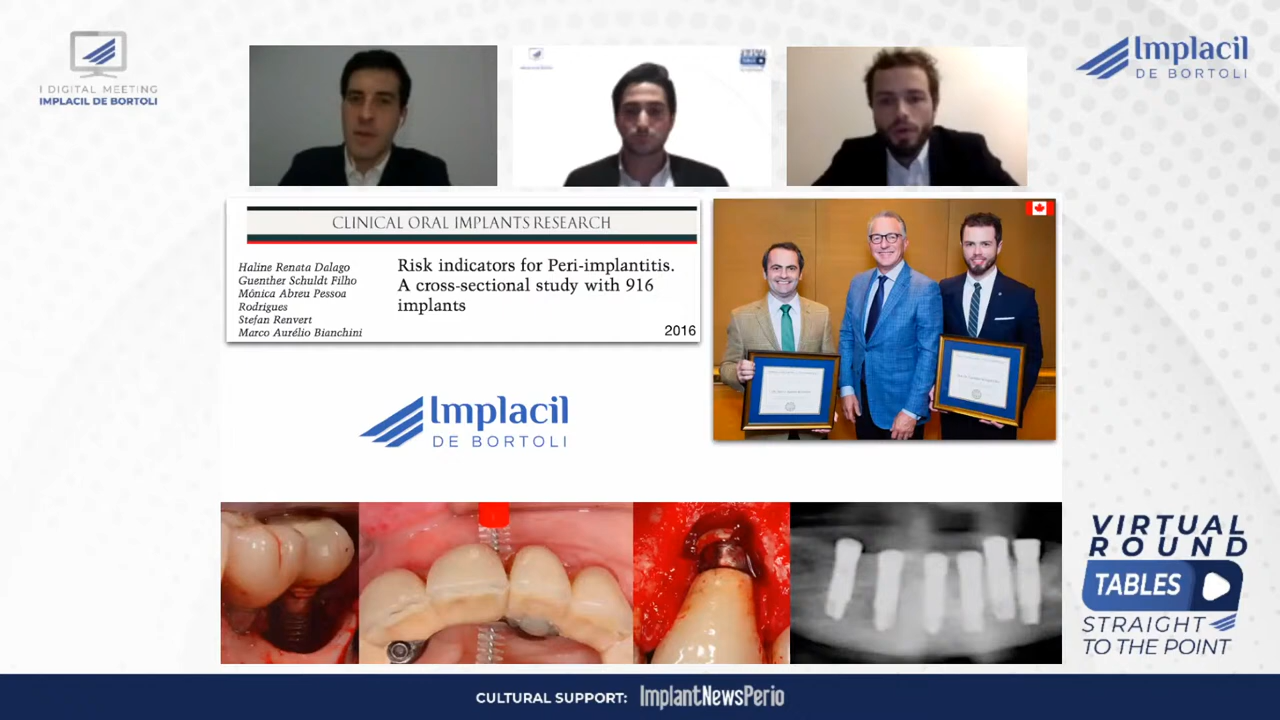 I DIGITAL MEETING
IMPLACIL DE BORTOLI
Implacil
DE BORTOLI
CLINICAL ORAL IMPLANTS RESEARCH
Haline Renata Dalago
Guenther Schuldt Filho
Mônica Abreu Pessoa
Rodrigues
Stefan Renvert
Marco Aurélio Bianchini
Risk indicators for Peri-implantitis.
A cross-sectional study with 916
implants
2016
Implacil
DE BORTOLI
VIRTUAL
ROUND
TABLES
STRAIGHT
TO THE POINT
CULTURAL SUPPORT: ImplantNewsPerio